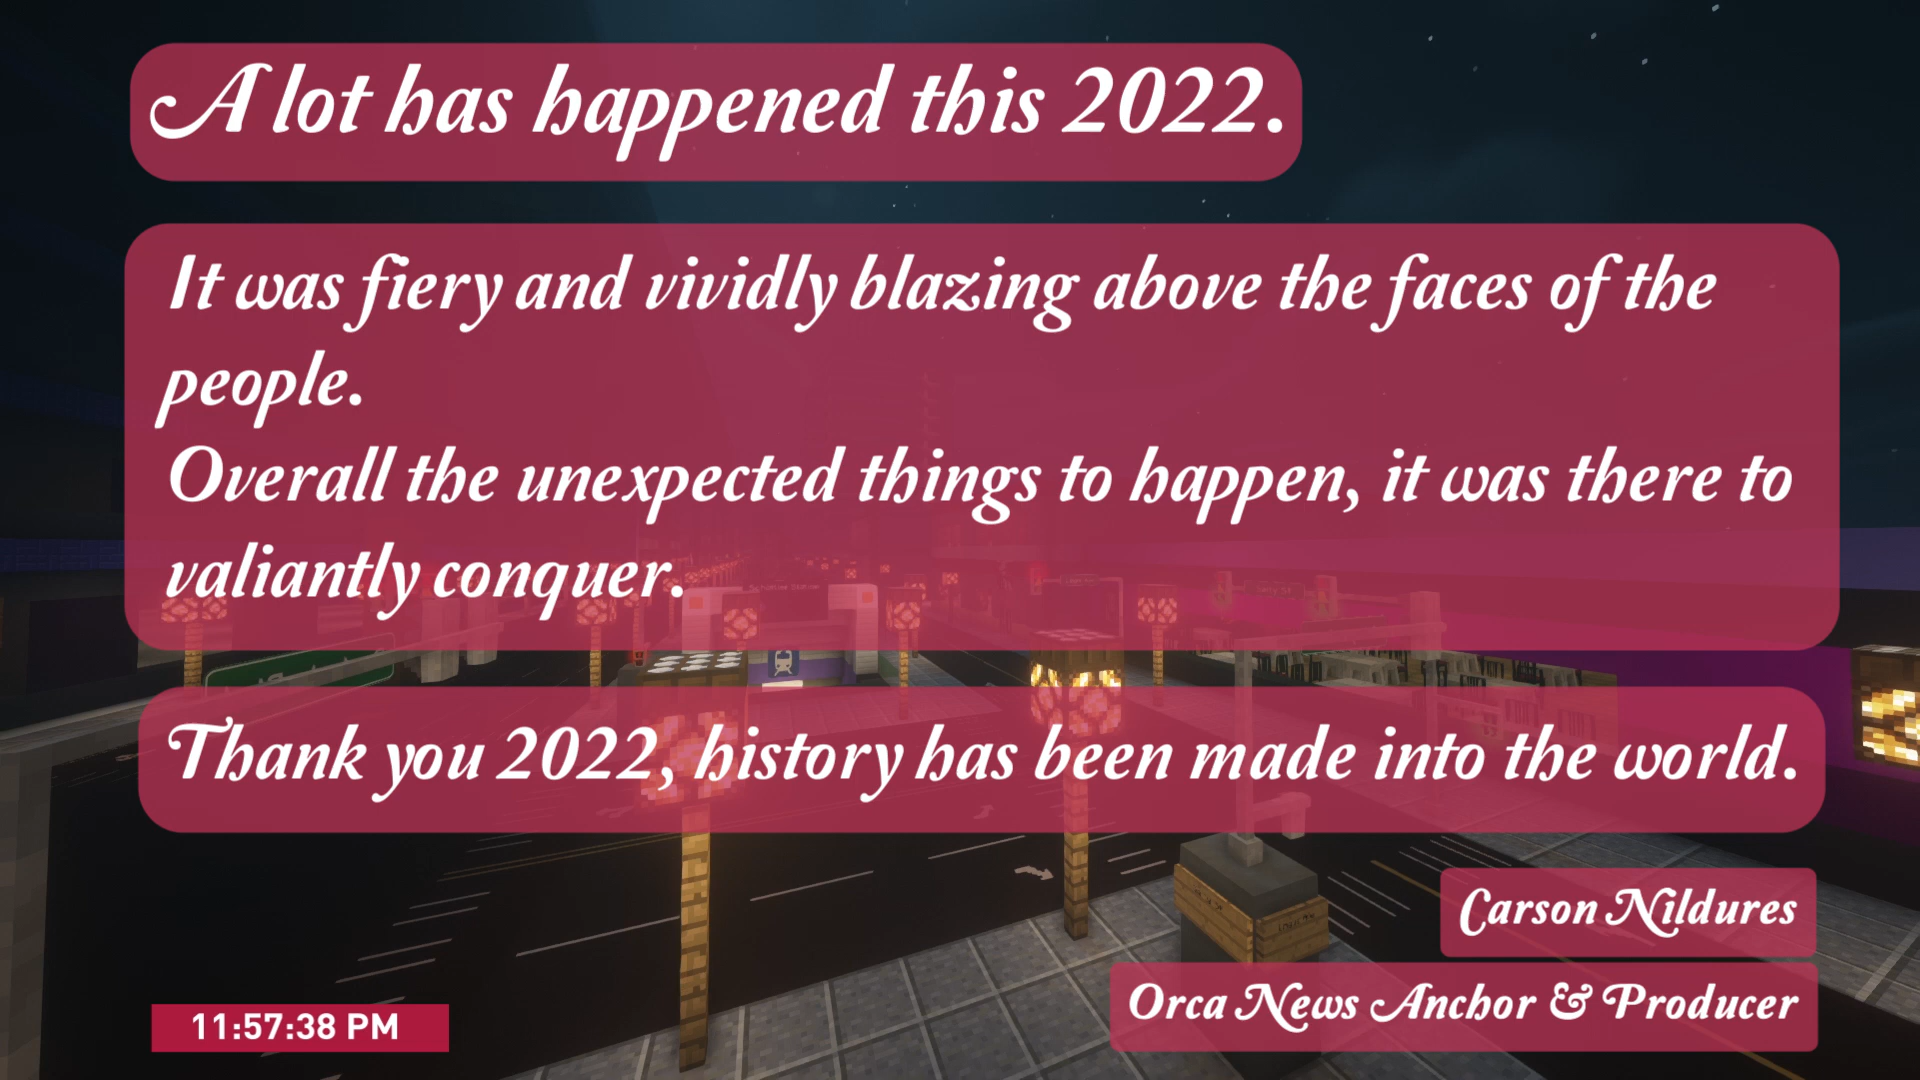 A lot has happened this 2022.
It was fiery and vividly blazing above the faces of the
people.
Overall the unexpected things to happen, it was there to
valiantly conquer.
Thank you 2022, history has been made into the world.
Carson Nildures
Orca News Anchor & Producer
11:57:38 PM